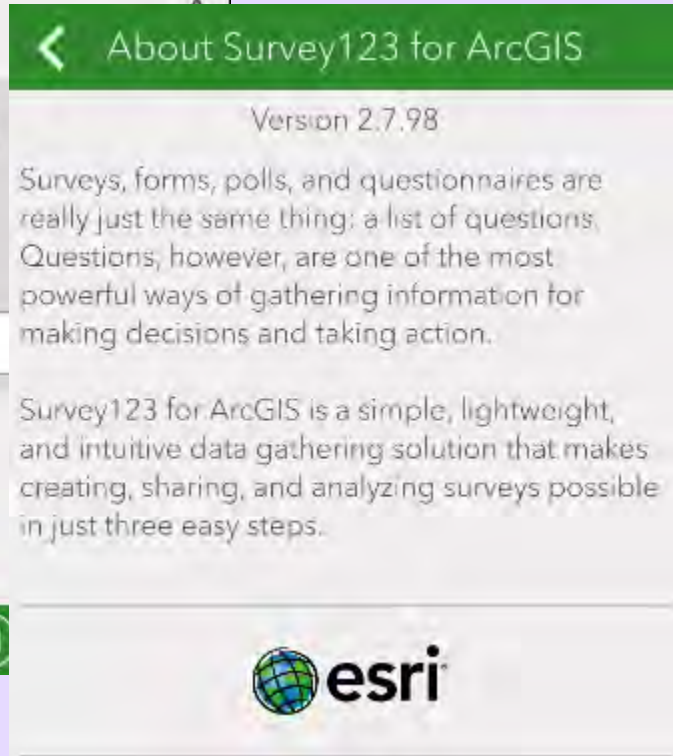 About Survey123 for ArcGIS
Version 2.7.98
Surveys, forms, polls, and questionnaires are
really just the same thing: a list of questions.
Questions, however, are one of the most
powerful ways of gathering information for
making decisions and taking action.
Survey123 for ArcGIS is a simple, lightweight,
and intuitive data gathering solution that makes
creating, sharing, and analyzing surveys possible
in just three easy steps.
esri